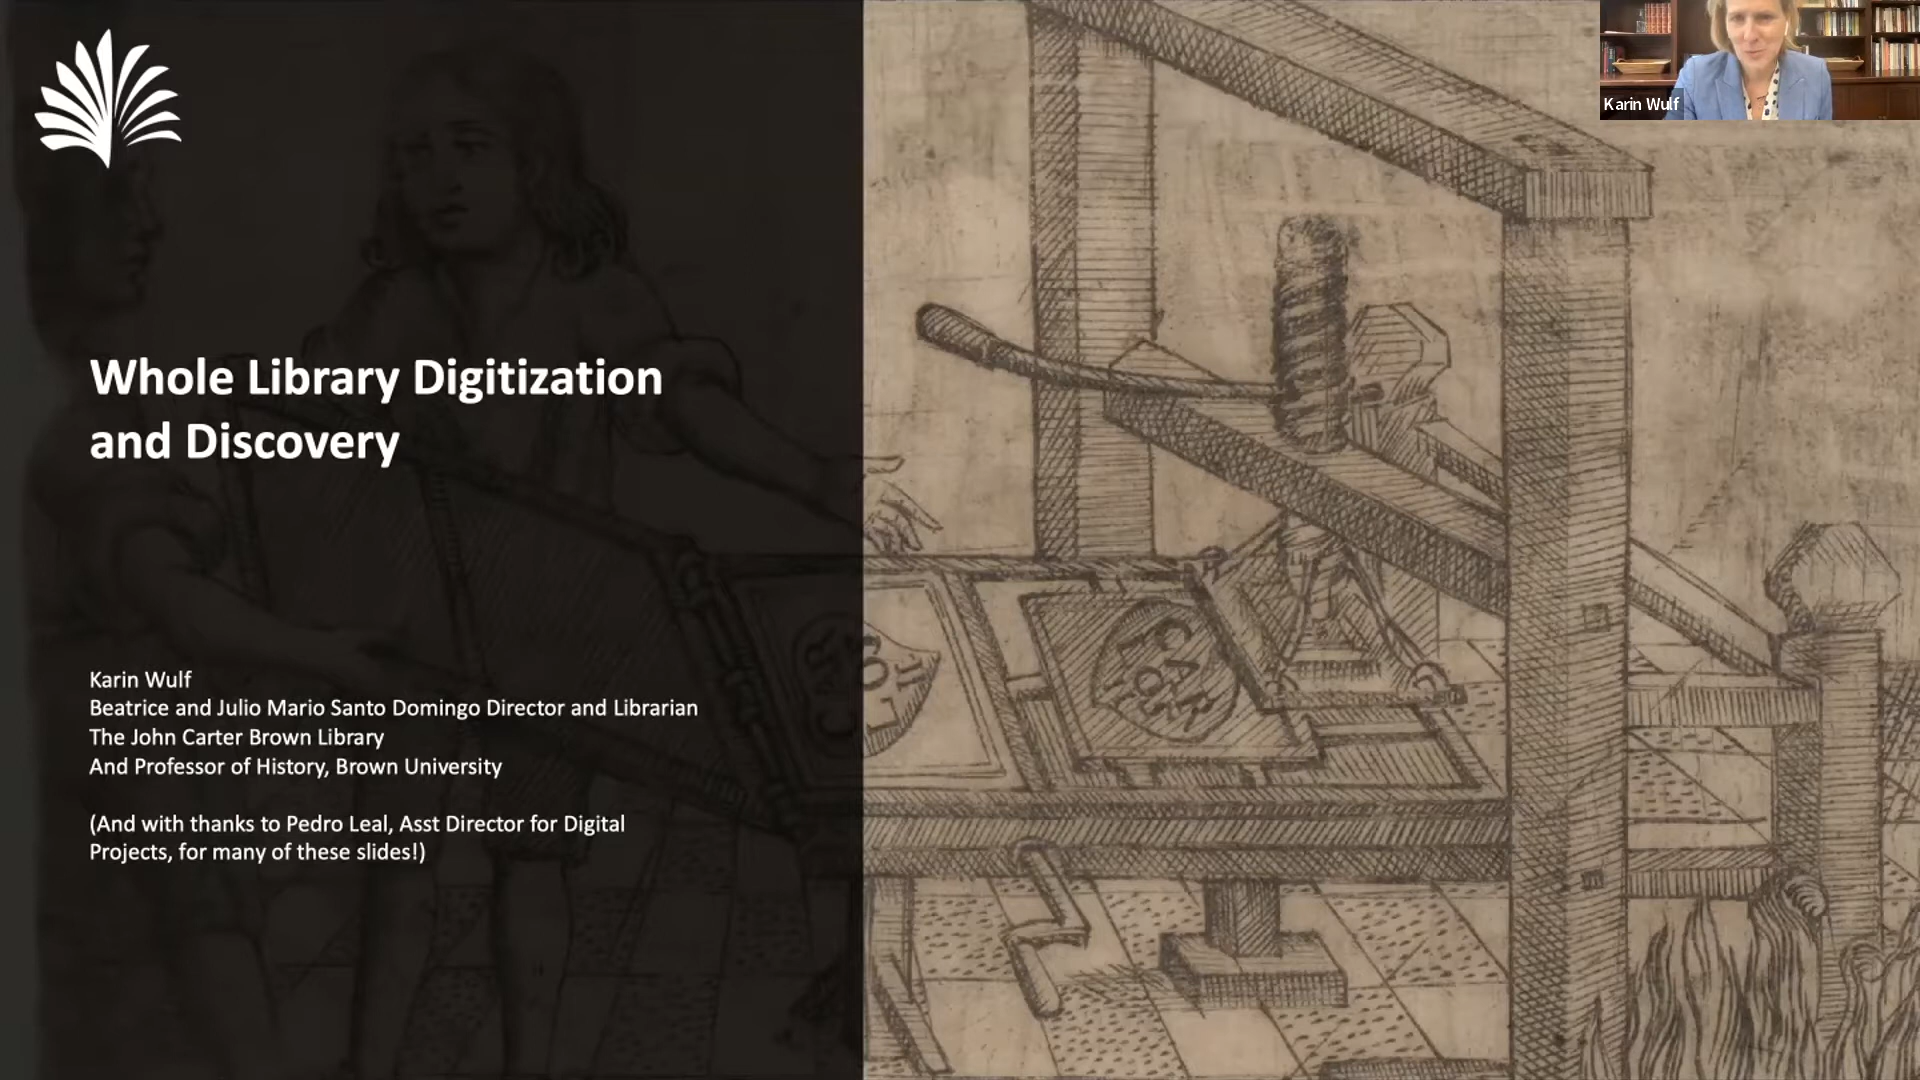 Karin Wulf
Whole Library Digitization
and Discovery
Karin Wulf
Beatrice and Julio Mario Santo Domingo Director and Librarian
The John Carter Brown Library
And Professor of History, Brown University
(And with thanks to Pedro Leal, Asst Director for Digital
Projects, for many of these slides!)
CAR